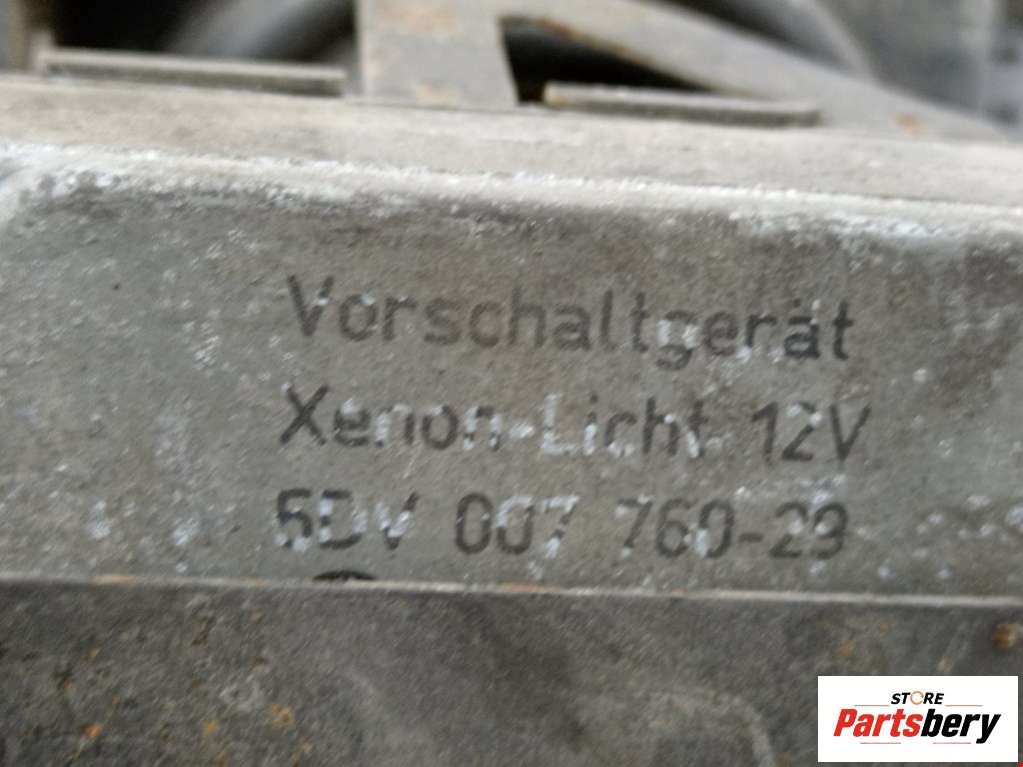 Vorschaltgerät
Xenon-Licht 12V
5DV 007 760-29
STORE
Partsbery